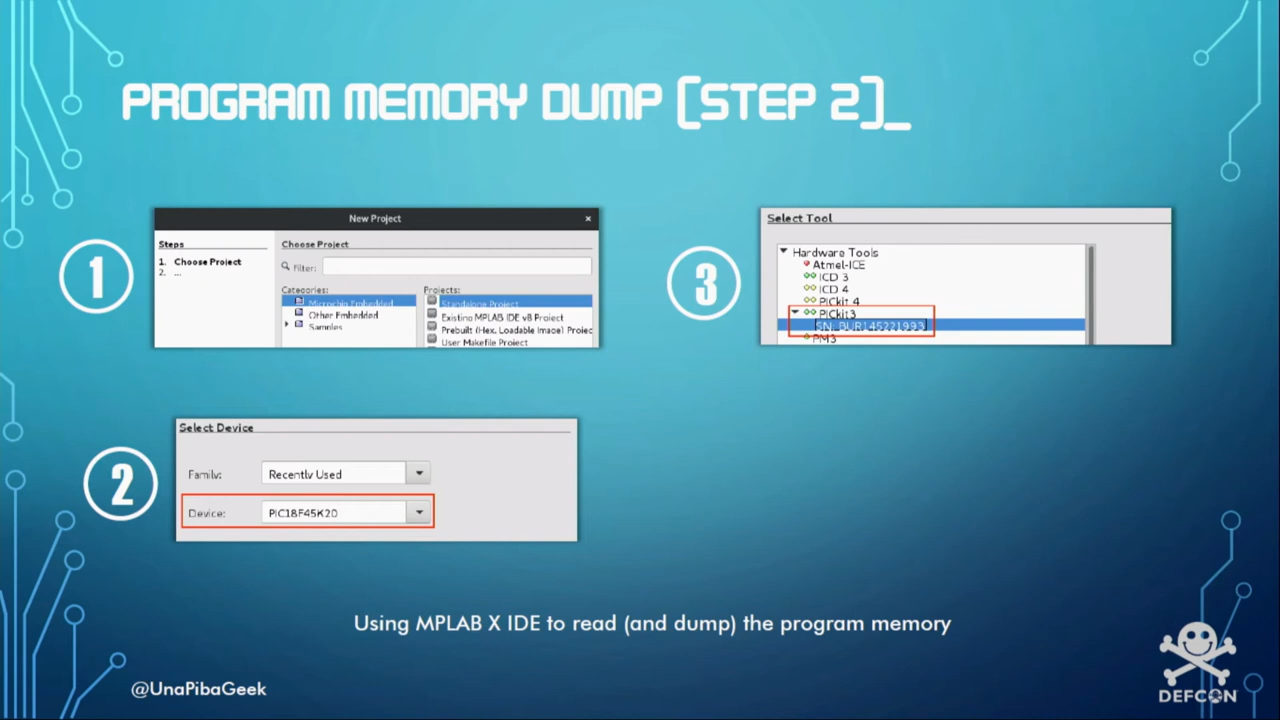 PROGRAM MEMORY DUMP [STEP 2]_
1
New Project
×
Steps
1. Choose Project
2. ...
Choose Project
Filter:
Categories:
Microchip Embedded
Other Embedded
Samples
Projects:
Standalone Project
Existing MPLAB IDE v8 Project
Prebuilt (Hex, Loadable Image) Projec
User Makefile Project
2
Select Device
Family:
Recently Used
Device:
PIC18F45K20
3
Select Tool
Hardware Tools
Atmel-ICE
ICD 3
ICD 4
PICkit 4
PICkit3
SN: BUR145221993
PM3
Using MPLAB X IDE to read (and dump) the program memory
@UnaPibaGeek
DEFCON